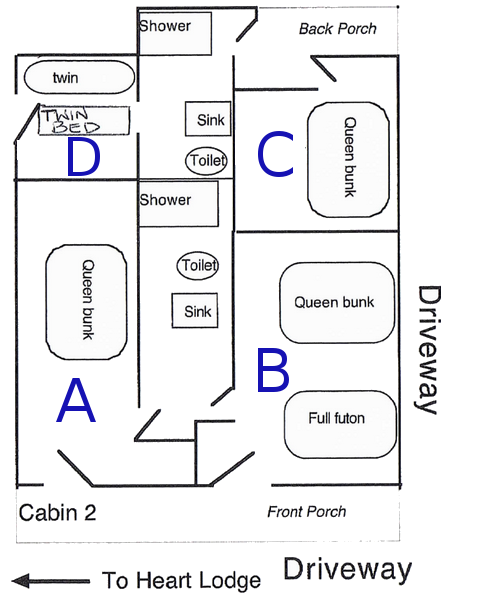 Shower
Back Porch
twin
TWIN
BED
Sink
D
C
Queen bunk
Toilet
Shower
Queen bunk
Toilet
Queen bunk
Sink
Driveway
A
B
Full futon
Cabin 2
Front Porch
To Heart Lodge
Driveway